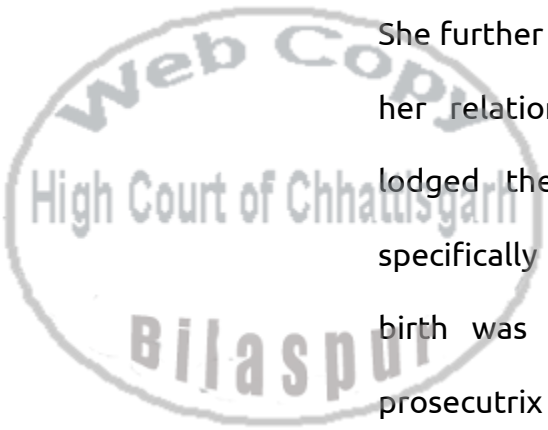 She further
Web Copy
her relation
lodged the
High Court of Chhattisgarh
specifically
birth was
Bilaspur
prosecutrix